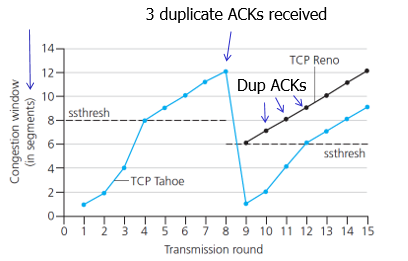 3 duplicate ACKs received
TCP Reno
Dup ACKs
ssthresh
ssthresh
TCP Tahoe
Congestion window
(in segments)
14
12
10
8
6
4
2
0
0 1 2 3 4 5 6 7 8 9 10 11 12 13 14 15
Transmission round